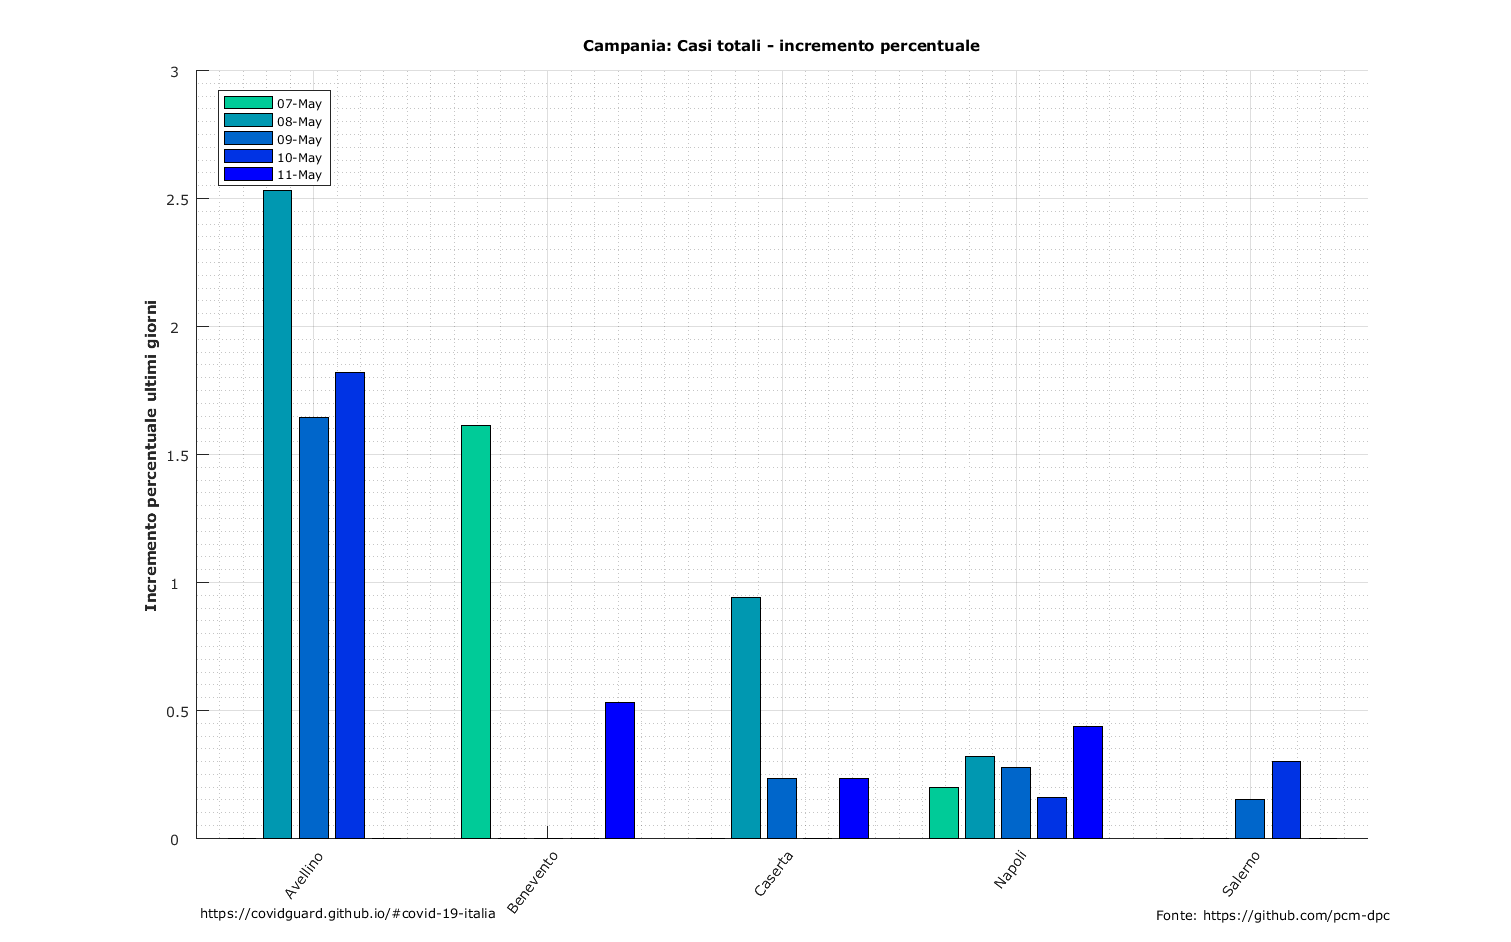 Campania: Casi totali - incremento percentuale
3
2.5
2
1.5
1
0.5
0
Incremento percentuale ultimi giorni
07-May
08-May
09-May
10-May
11-May
Avellino
Benevento
Caserta
Napoli
Salerno
https://covidguard.github.io/#covid-19-italia
Fonte: https://github.com/pcm-dpc